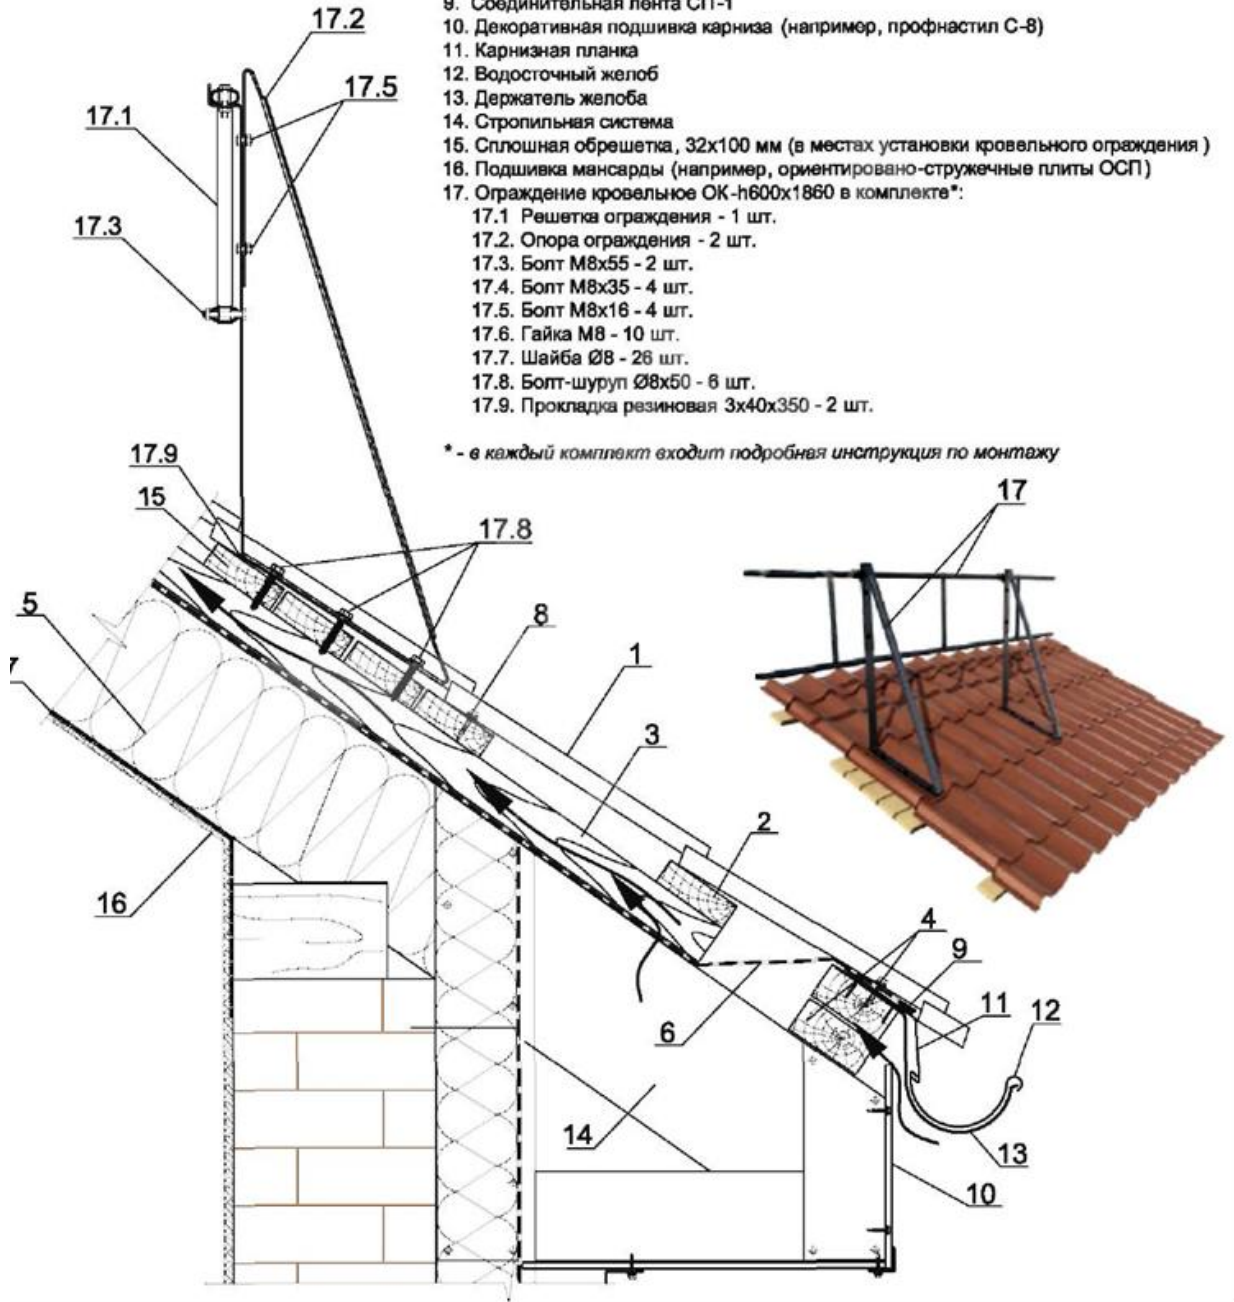 9. Соединительная лента СП-1
10. Декоративная подшивка карниза (например, профнастил С-8)
11. Карнизная планка
12. Водосточный желоб
13. Держатель желоба
14. Стропильная система
15. Сплошная обрешетка, 32х100 мм (в местах установки кровельного ограждения )
16. Подшивка мансарды (например, ориентировано-стружечные плиты ОСП)
17. Ограждение кровельное ОК-h600х1860 в комплекте*:
17.1 Решетка ограждения - 1 шт.
17.2. Опора ограждения - 2 шт.
17.3. Болт М8х55 - 2 шт.
17.4. Болт М8х35 - 4 шт.
17.5. Болт М8х16 - 4 шт.
17.6. Гайка М8 - 10 шт.
17.7. Шайба Ø8 - 26 шт.
17.8. Болт-шуруп Ø8х50 - 6 шт.
17.9. Прокладка резиновая 3х40х350 - 2 шт.
* - в каждый комплект входит подробная инструкция по монтажу
17.2
17.5
17.1
17.3
17.9
15
17.8
17
5
8
1
3
2
16
4
9
6
11
12
14
13
10